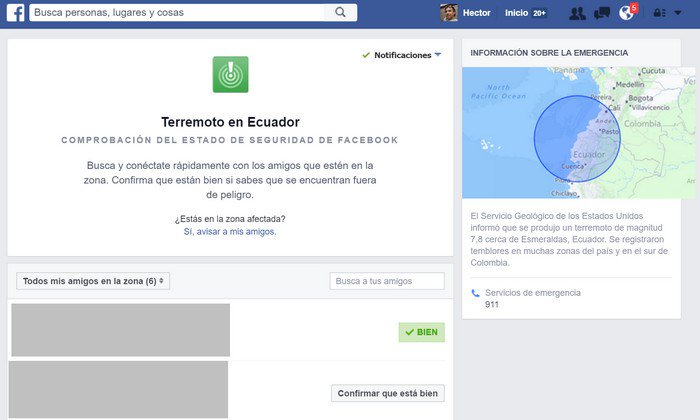 f
Busca personas, lugares y cosas
Hector
Inicio 20+
5
Notificaciones
Terremoto en Ecuador
COMPROBACIÓN DEL ESTADO DE SEGURIDAD DE FACEBOOK
Busca y conéctate rápidamente con los amigos que estén en la
zona. Confirma que están bien si sabes que se encuentran fuera
de peligro.
¿Estás en la zona afectada?
Sí, avisar a mis amigos.
Todos mis amigos en la zona (6)
Busca a tus amigos
BIEN
Confirmar que está bien
INFORMACIÓN SOBRE LA EMERGENCIA
Panama
Cucuta
North
Pacific Ocean
Medellin
Pereira
Bogota
Cali
Villavicencio
Colombia
Pasto
Ecuador
Cuenca
Piura
Chiclayo
El Servicio Geológico de los Estados Unidos
informó que se produjo un terremoto de magnitud
7,8 cerca de Esmeraldas, Ecuador. Se registraron
temblores en muchas zonas del país y en el sur de
Colombia.
Servicios de emergencia
911